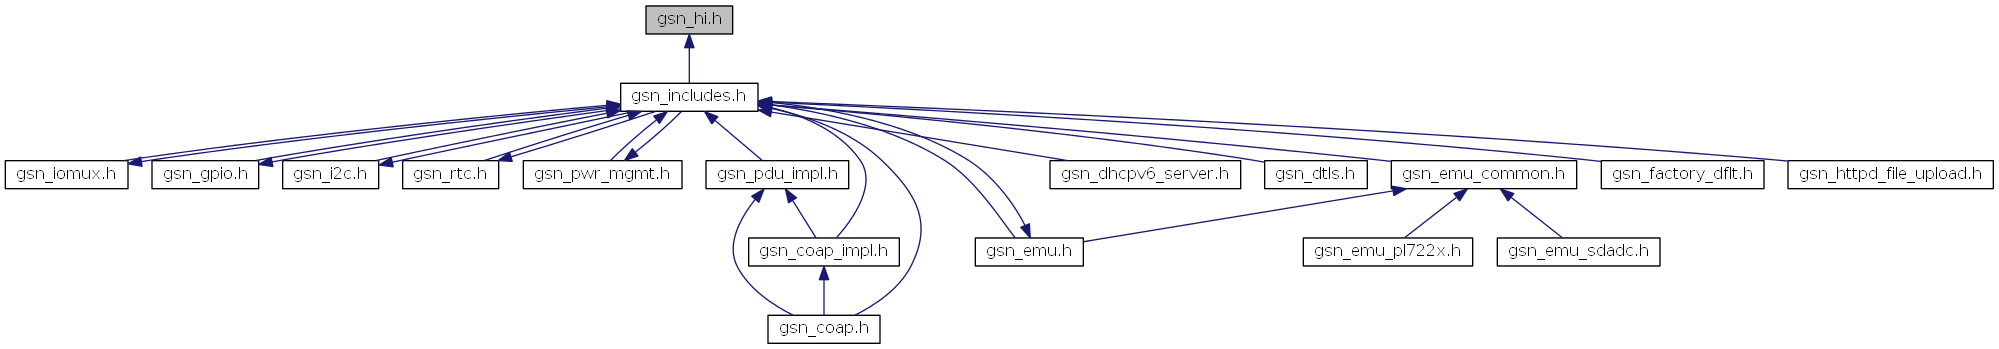 gsn_hi.h
gsn_includes.h
gsn_iomux.h
gsn_gpio.h
gsn_i2c.h
gsn_rtc.h
gsn_pwr_mgmt.h
gsn_pdu_impl.h
gsn_dhcpv6_server.h
gsn_dtls.h
gsn_emu_common.h
gsn_factory_dflt.h
gsn_httpd_file_upload.h
gsn_coap_impl.h
gsn_emu.h
gsn_emu_pl722x.h
gsn_emu_sdadc.h
gsn_coap.h